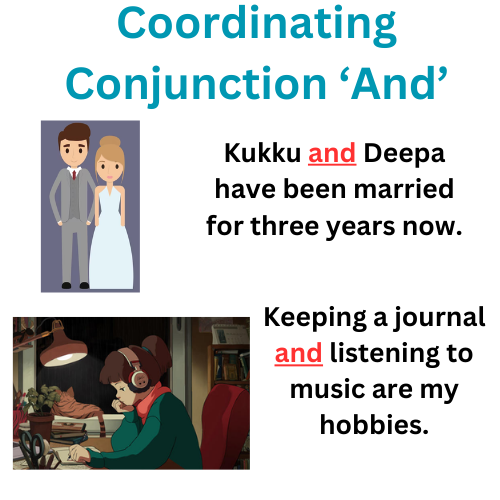 Coordinating
Conjunction ‘And’
Kukku and Deepa
have been married
for three years now.
Keeping a journal
and listening to
music are my
hobbies.